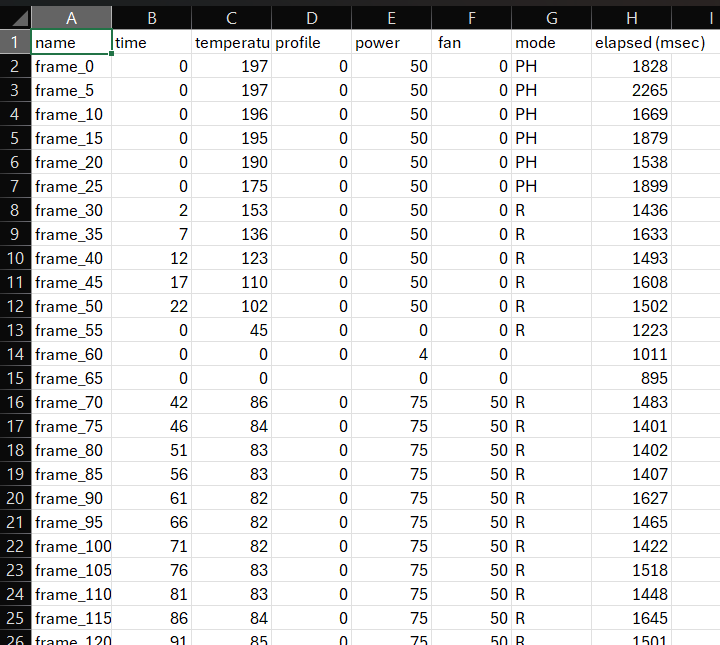 A B C D E F G H I
1 name time temperatu profile power fan mode elapsed (msec)
2 frame_0 0 197 0 50 0 PH 1828
3 frame_5 0 197 0 50 0 PH 2265
4 frame_10 0 196 0 50 0 PH 1669
5 frame_15 0 195 0 50 0 PH 1879
6 frame_20 0 190 0 50 0 PH 1538
7 frame_25 0 175 0 50 0 PH 1899
8 frame_30 2 153 0 50 0 R 1436
9 frame_35 7 136 0 50 0 R 1633
10 frame_40 12 123 0 50 0 R 1493
11 frame_45 17 110 0 50 0 R 1608
12 frame_50 22 102 0 50 0 R 1502
13 frame_55 0 45 0 0 0 R 1223
14 frame_60 0 0 0 4 0 1011
15 frame_65 0 0 0 0 895
16 frame_70 42 86 0 75 50 R 1483
17 frame_75 46 84 0 75 50 R 1401
18 frame_80 51 83 0 75 50 R 1402
19 frame_85 56 83 0 75 50 R 1407
20 frame_90 61 82 0 75 50 R 1627
21 frame_95 66 82 0 75 50 R 1465
22 frame_100 71 82 0 75 50 R 1422
23 frame_105 76 83 0 75 50 R 1518
24 frame_110 81 83 0 75 50 R 1448
25 frame_115 86 84 0 75 50 R 1645
26 frame_120 91 85 0 75 50 R 1501